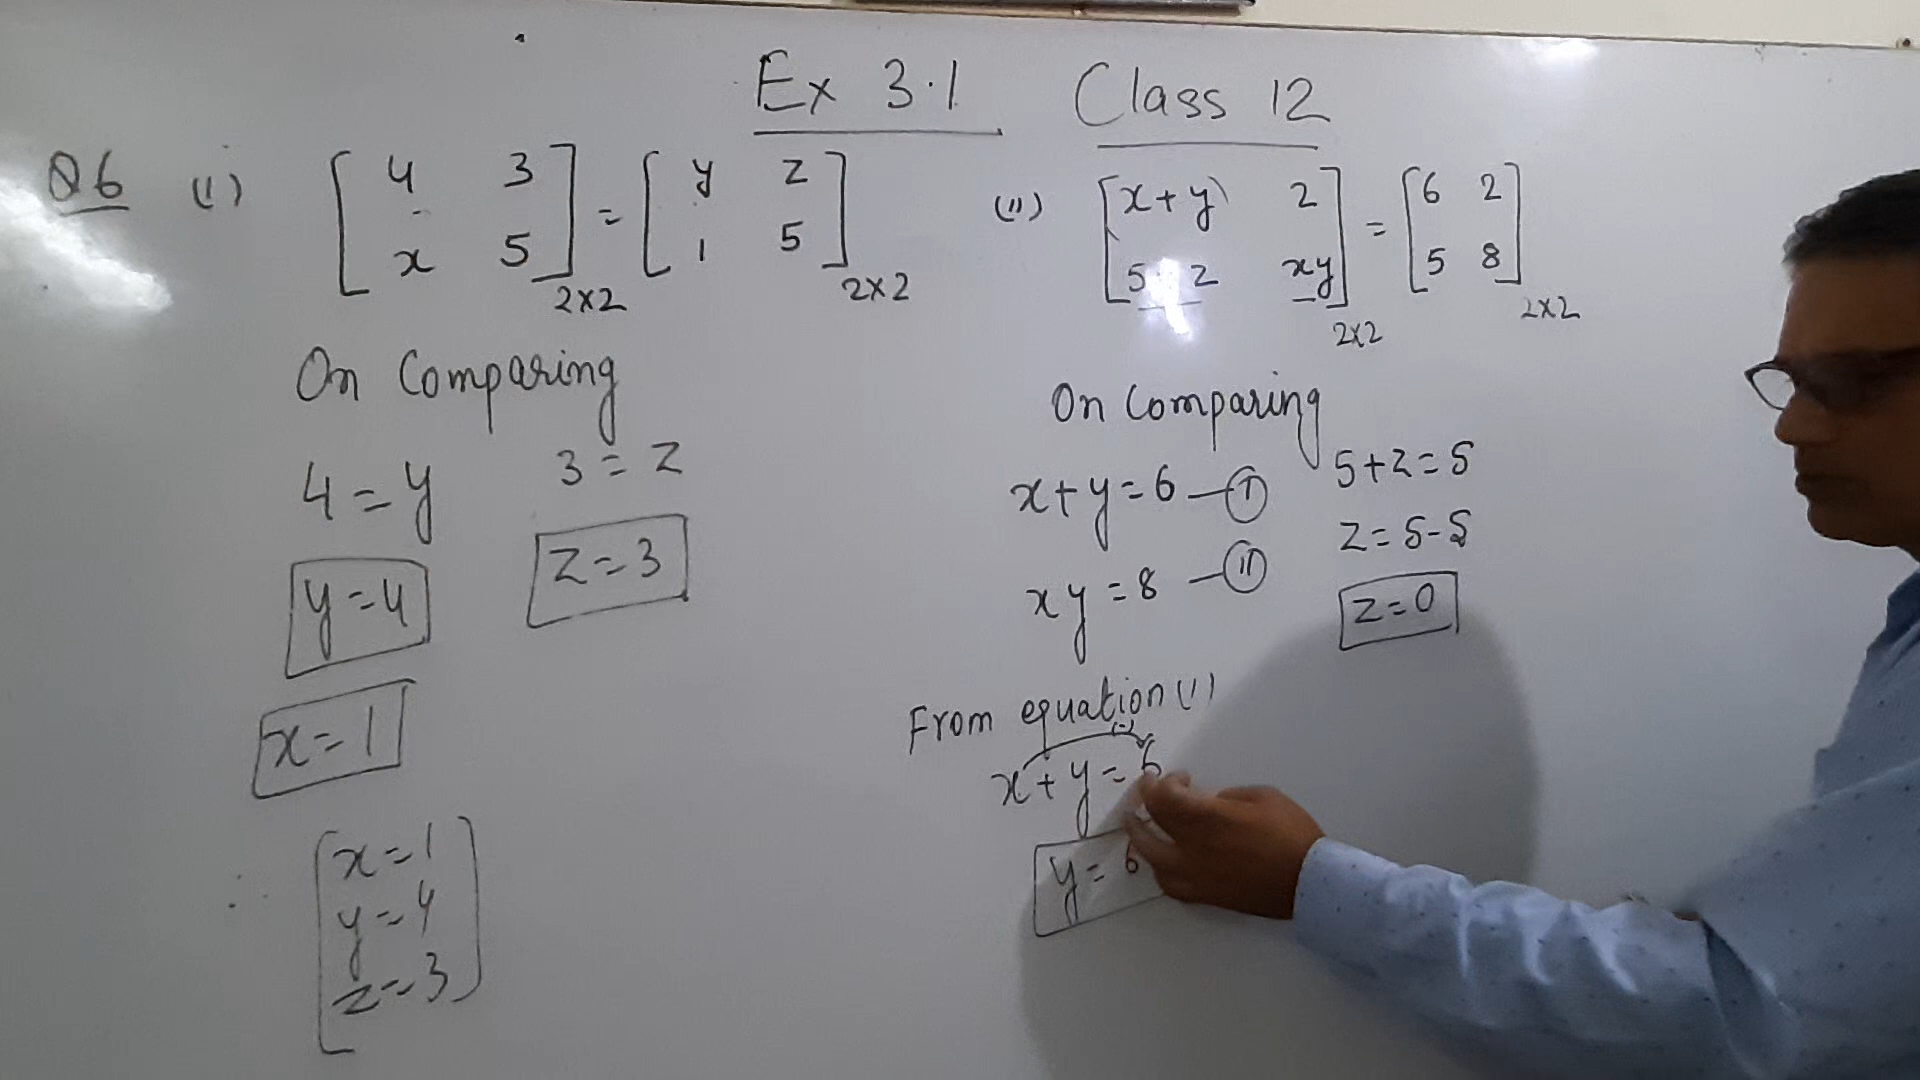 Ex 3.1 Class 12
Q6 (i) [ 4 3 ] = [ y z ]
[ x 5 ]2x2 [ 1 5 ]2x2
On Comparing
4 = y 3 = z
y = 4 z = 3
x = 1
∴ [ x = 1
y = 4
z = 3 ]
(ii) [ x + y 2 ] = [ 6 2 ]
[ 5 z xy ]2x2 [ 5 8 ]2x2
On Comparing
x + y = 6 — (I) 5 + z = 5
xy = 8 — (II) z = 5 - 5
z = 0
From equation (1)
(-)
x + y = 6
y = 6